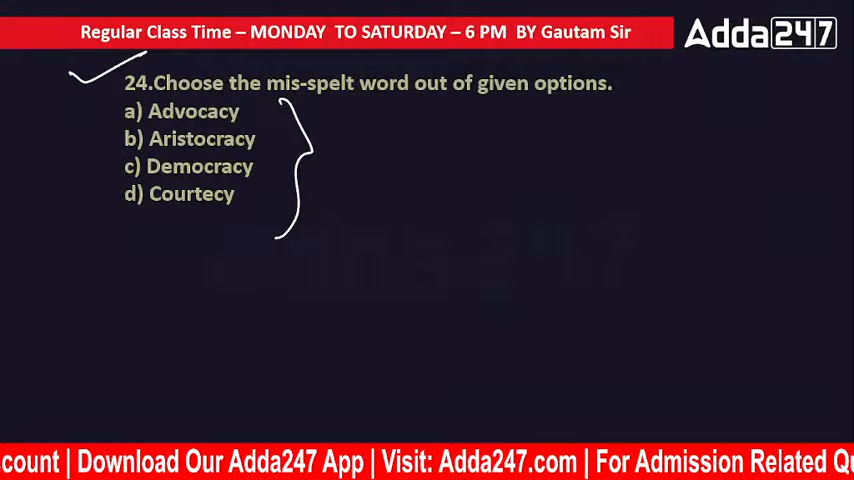 Regular Class Time – MONDAY TO SATURDAY – 6 PM BY Gautam Sir
Adda247
24.Choose the mis-spelt word out of given options.
a) Advocacy
b) Aristocracy
c) Democracy
d) Courtecy
count | Download Our Adda247 App | Visit: Adda247.com | For Admission Related Qu